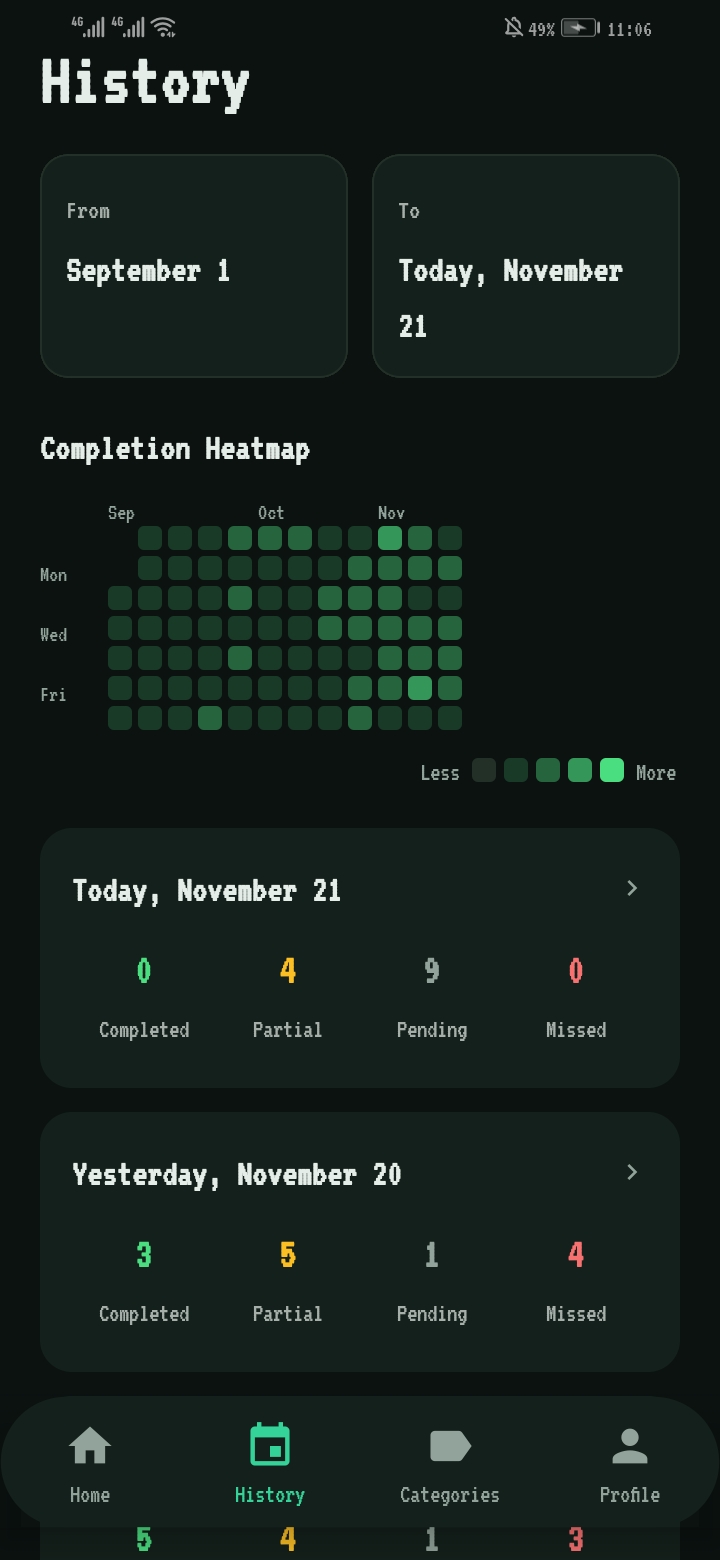 4G 4G 49% 11:06
History
From
September 1
To
Today, November
21
Completion Heatmap
Sep Oct Nov
Mon
Wed
Fri
Less More
Today, November 21
0 4 9 0
Completed Partial Pending Missed
Yesterday, November 20
3 5 1 4
Completed Partial Pending Missed
Home History Categories Profile
5 4 1 3